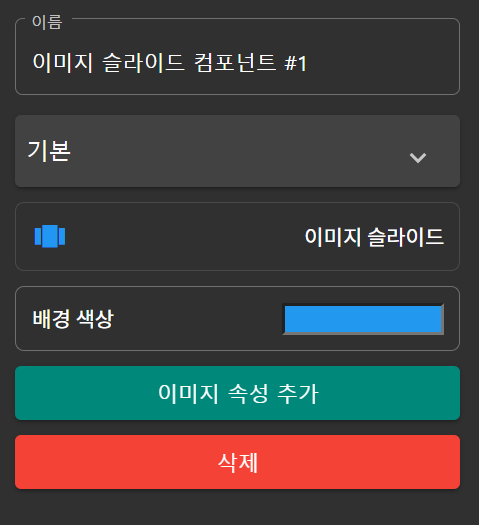 이름
이미지 슬라이드 컴포넌트 #1
기본
이미지 슬라이드
배경 색상
이미지 속성 추가
삭제